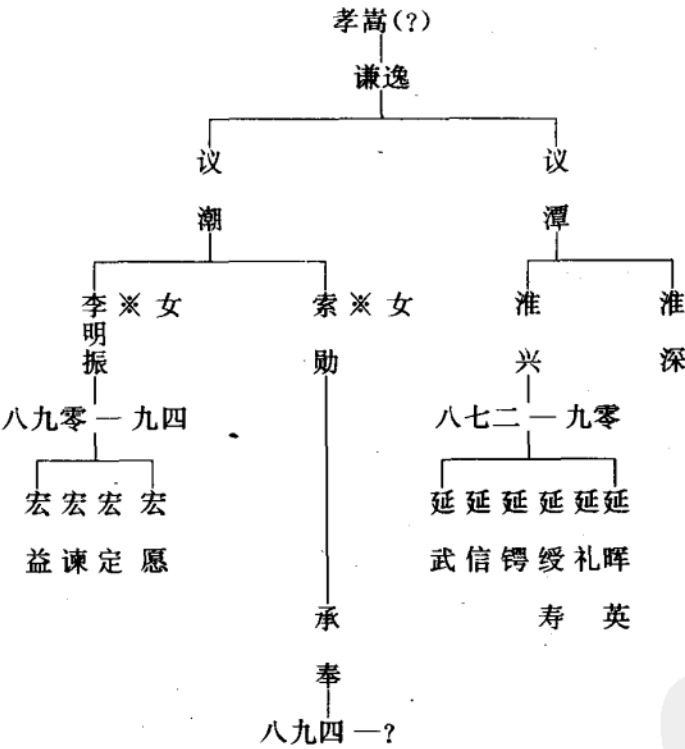 孝嵩(?)
谦逸
议潮
议潭
李明振 ※ 女
索勋 ※ 女
淮兴
淮深
八九零 — 九四
八七二 — 九零
宏益
宏谏
宏定
宏愿
延武
延信
延锷
延绶寿
延礼
延晖英
承奉
八九四 —?